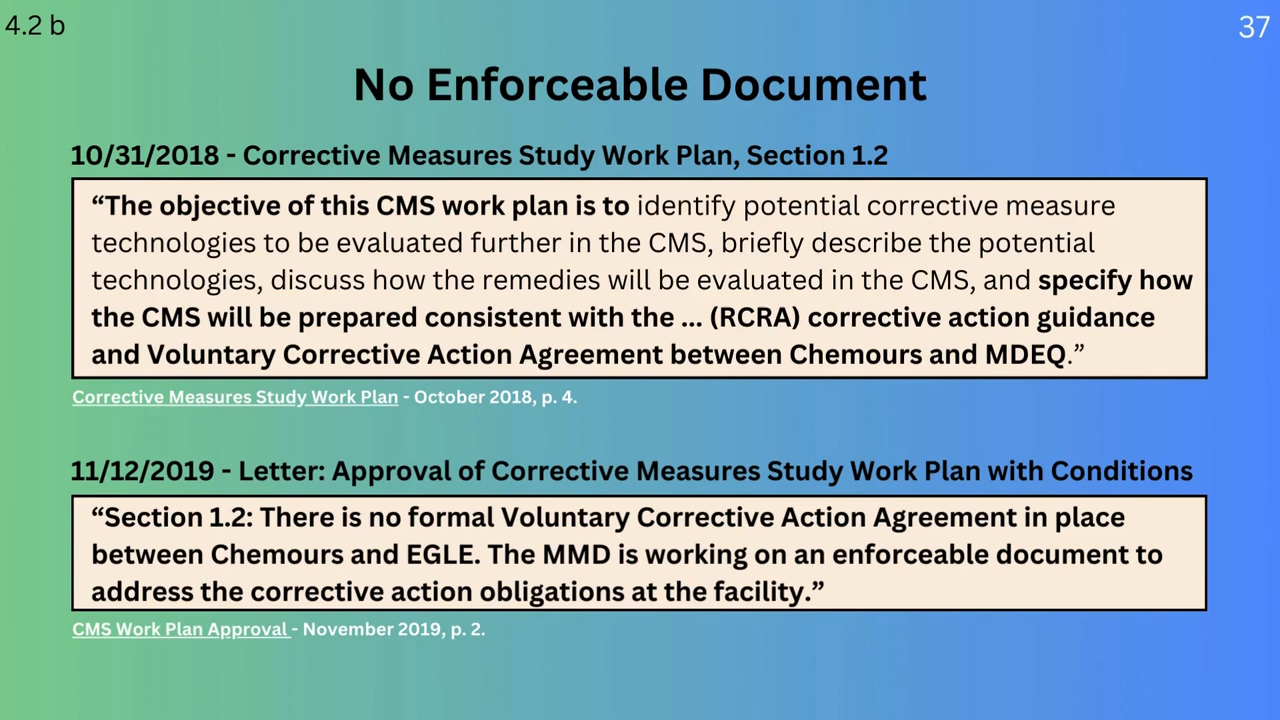 4.2 b
37
No Enforceable Document
10/31/2018 - Corrective Measures Study Work Plan, Section 1.2
“The objective of this CMS work plan is to identify potential corrective measure
technologies to be evaluated further in the CMS, briefly describe the potential
technologies, discuss how the remedies will be evaluated in the CMS, and specify how
the CMS will be prepared consistent with the ... (RCRA) corrective action guidance
and Voluntary Corrective Action Agreement between Chemours and MDEQ.”
Corrective Measures Study Work Plan - October 2018, p. 4.
11/12/2019 - Letter: Approval of Corrective Measures Study Work Plan with Conditions
“Section 1.2: There is no formal Voluntary Corrective Action Agreement in place
between Chemours and EGLE. The MMD is working on an enforceable document to
address the corrective action obligations at the facility.”
CMS Work Plan Approval - November 2019, p. 2.